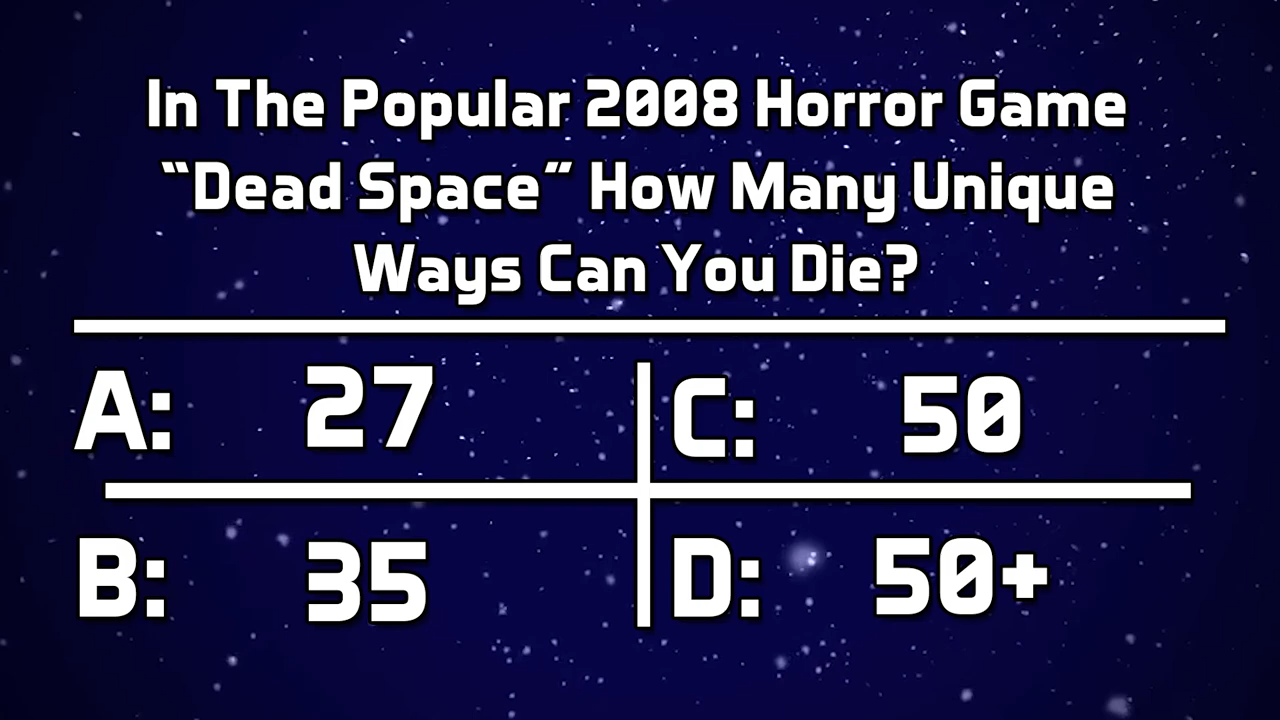 In The Popular 2008 Horror Game
“Dead Space” How Many Unique
Ways Can You Die?
A: 27
C: 50
B: 35
D: 50+